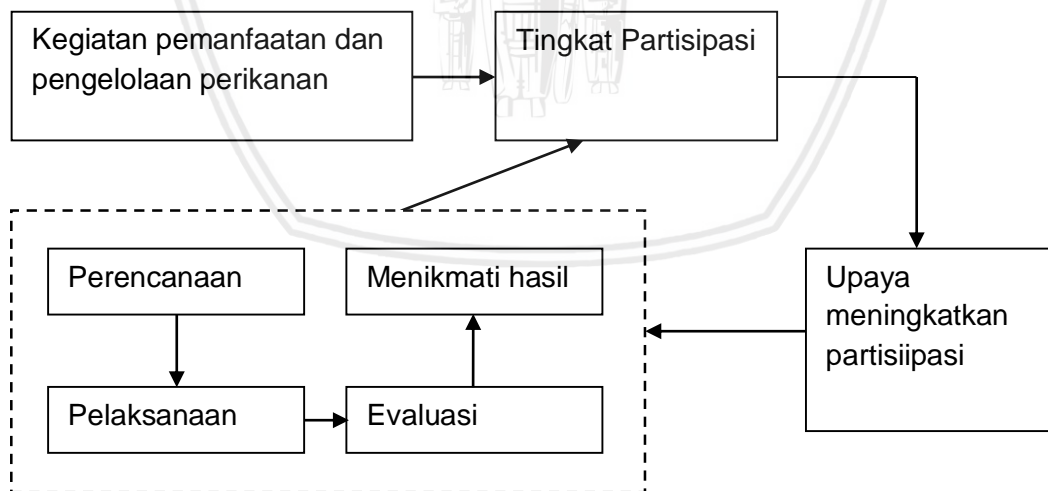 Kegiatan pemanfaatan dan
pengelolaan perikanan
Tingkat Partisipasi
Perencanaan
Menikmati hasil
Pelaksanaan
Evaluasi
Upaya
meningkatkan
partisiipasi